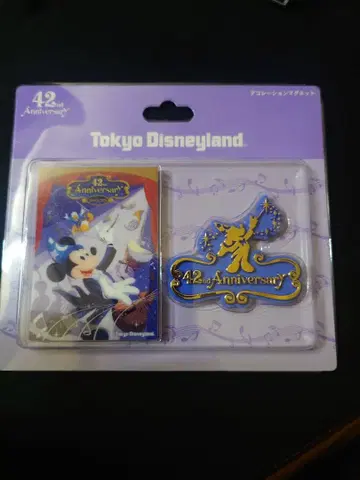 42nd
Anniversary
デコレーションマグネット
Tokyo Disneyland
42nd
Anniversary
Tokyo Disneyland
42nd Anniversary